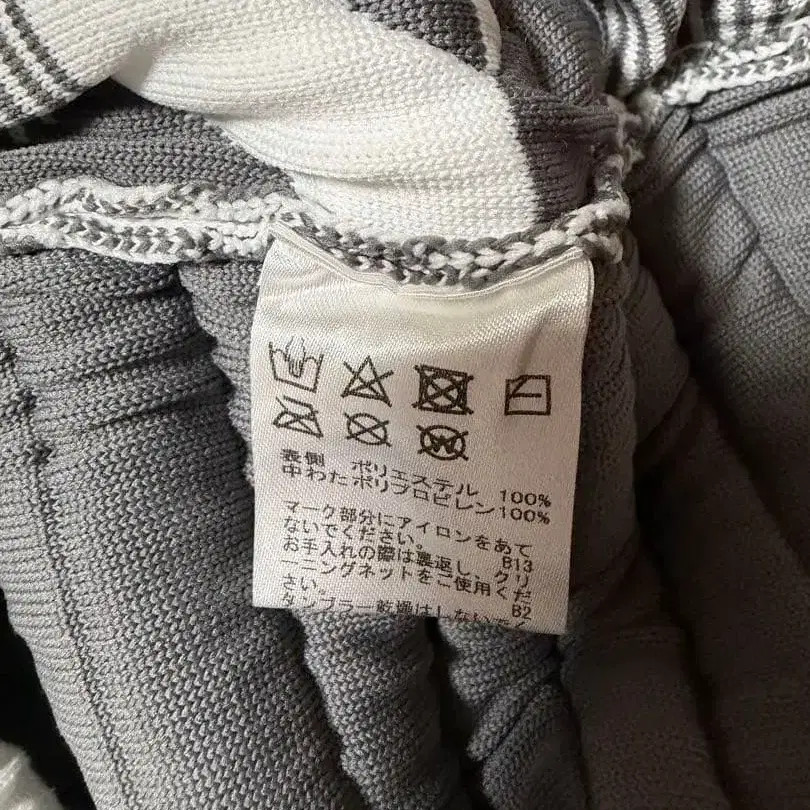 表側 ポリエステル 100%
中わたポリプロピレン100%
マーク部分にアイロンをあて
ないでください。 B13
お手入れの際は裏返し、クリ
ーニングネットをご使用くだ
さい。 B2
タンブラー乾燥はしないでく